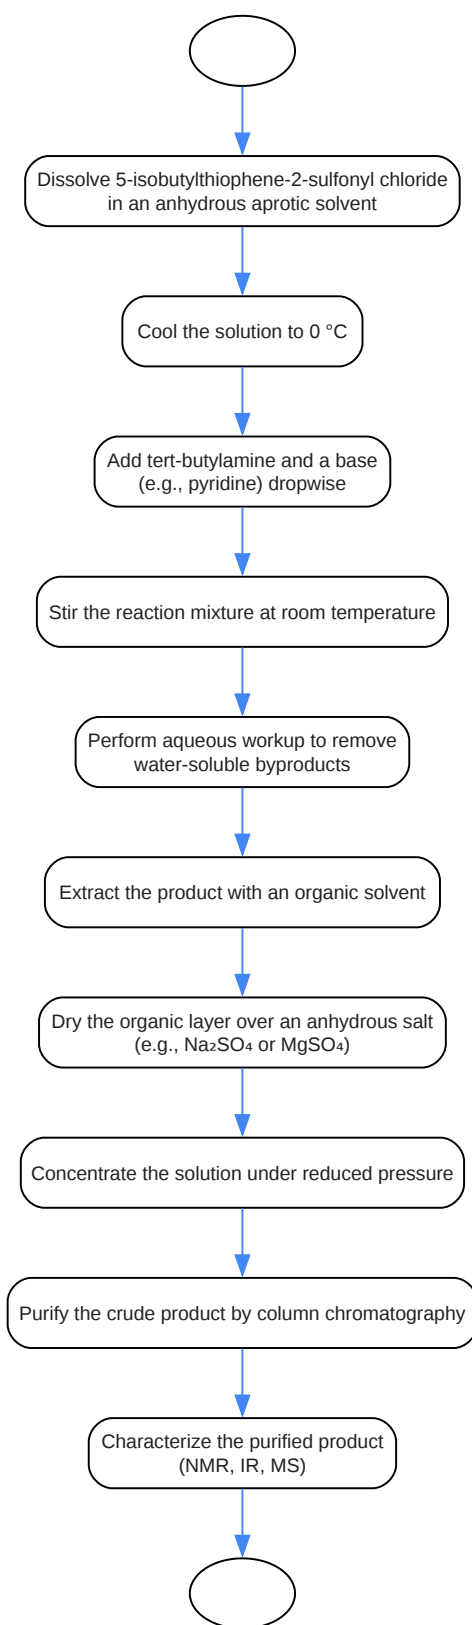 Dissolve 5-isobutylthiophene-2-sulfonyl chloride
in an anhydrous aprotic solvent
Cool the solution to 0 °C
Add tert-butylamine and a base
(e.g., pyridine) dropwise
Stir the reaction mixture at room temperature
Perform aqueous workup to remove
water-soluble byproducts
Extract the product with an organic solvent
Dry the organic layer over an anhydrous salt
(e.g., Na₂SO₄ or MgSO₄)
Concentrate the solution under reduced pressure
Purify the crude product by column chromatography
Characterize the purified product
(NMR, IR, MS)